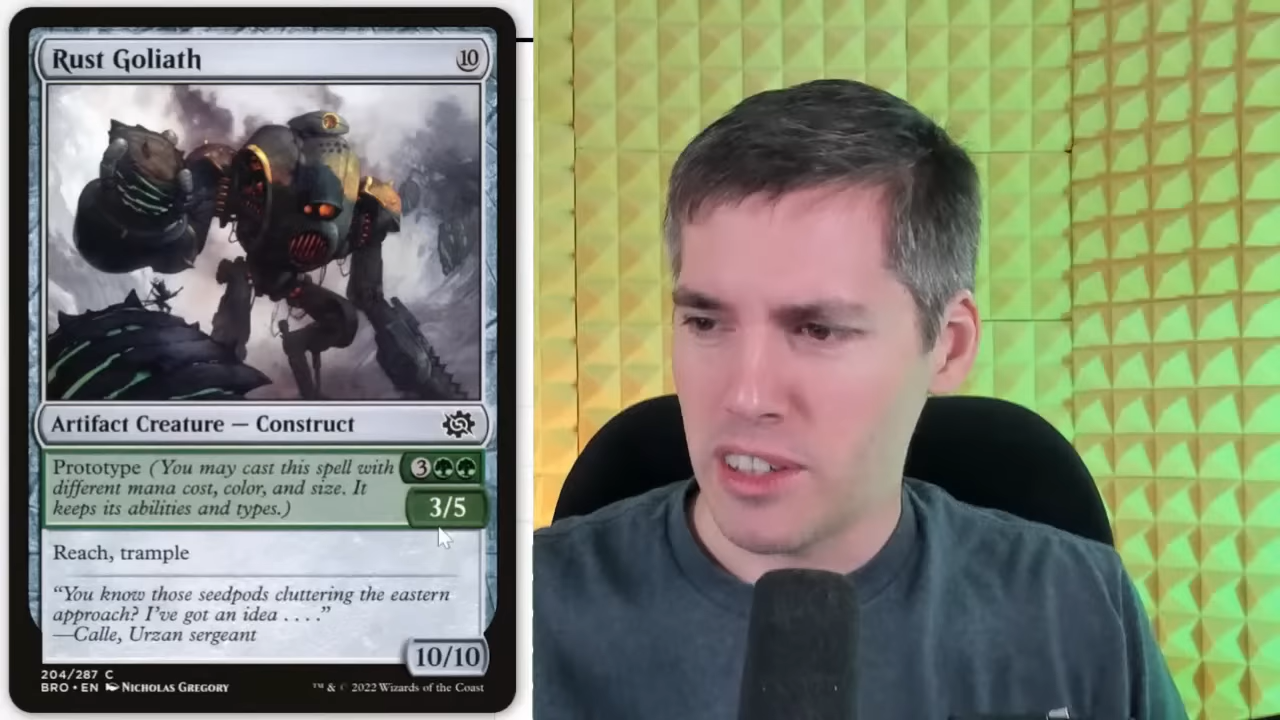 Rust Goliath 10
Artifact Creature — Construct
Prototype (You may cast this spell with 3
different mana cost, color, and size. It
keeps its abilities and types.) 3/5
Reach, trample
“You know those seedpods cluttering the eastern
approach? I’ve got an idea . . . .”
—Calle, Urzan sergeant
10/10
204/287 C
BRO • EN Nicholas Gregory ™ & © 2022 Wizards of the Coast